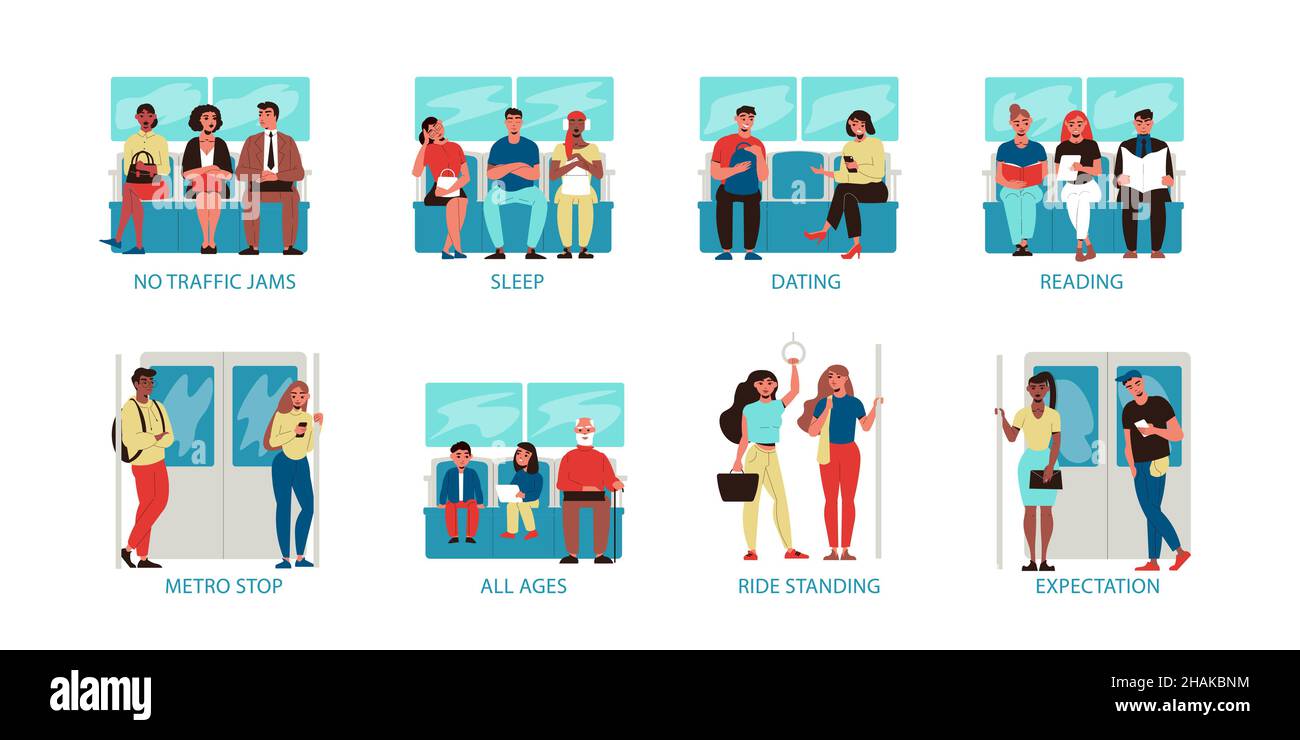 NO TRAFFIC JAMS
SLEEP
DATING
READING
METRO STOP
ALL AGES
RIDE STANDING
EXPECTATION
alamy
Image ID: 2HAKBNM
www.alamy.com